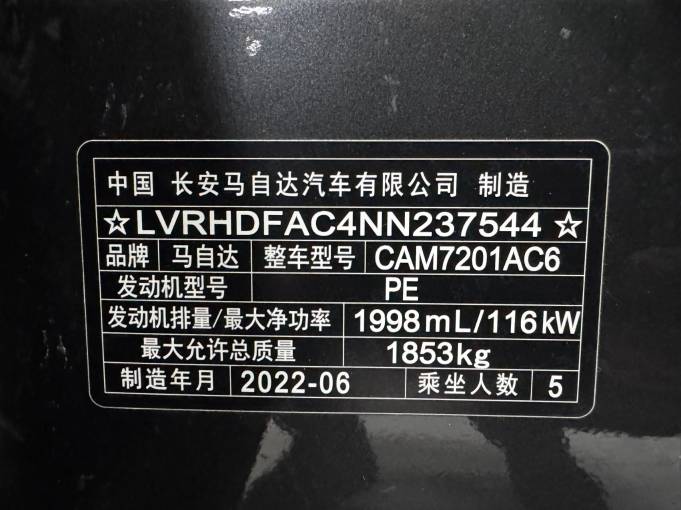 中国 长安马自达汽车有限公司 制造
☆LVRHDFAC4NN237544☆
品牌 马自达 整车型号 CAM7201AC6
发动机型号 PE
发动机排量/最大净功率 1998mL/116kW
最大允许总质量 1853kg
制造年月 2022-06 乘坐人数 5